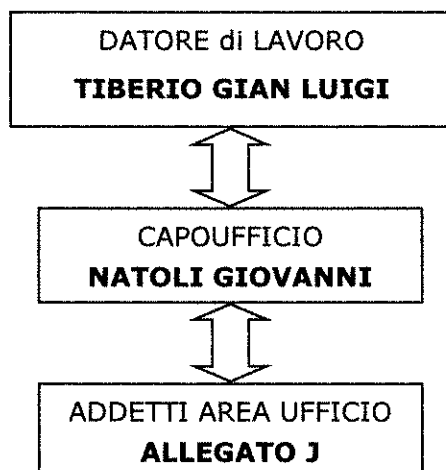 DATORE di LAVORO
TIBERIO GIAN LUIGI
CAPOUFFICIO
NATOLI GIOVANNI
ADDETTI AREA UFFICIO
ALLEGATO J